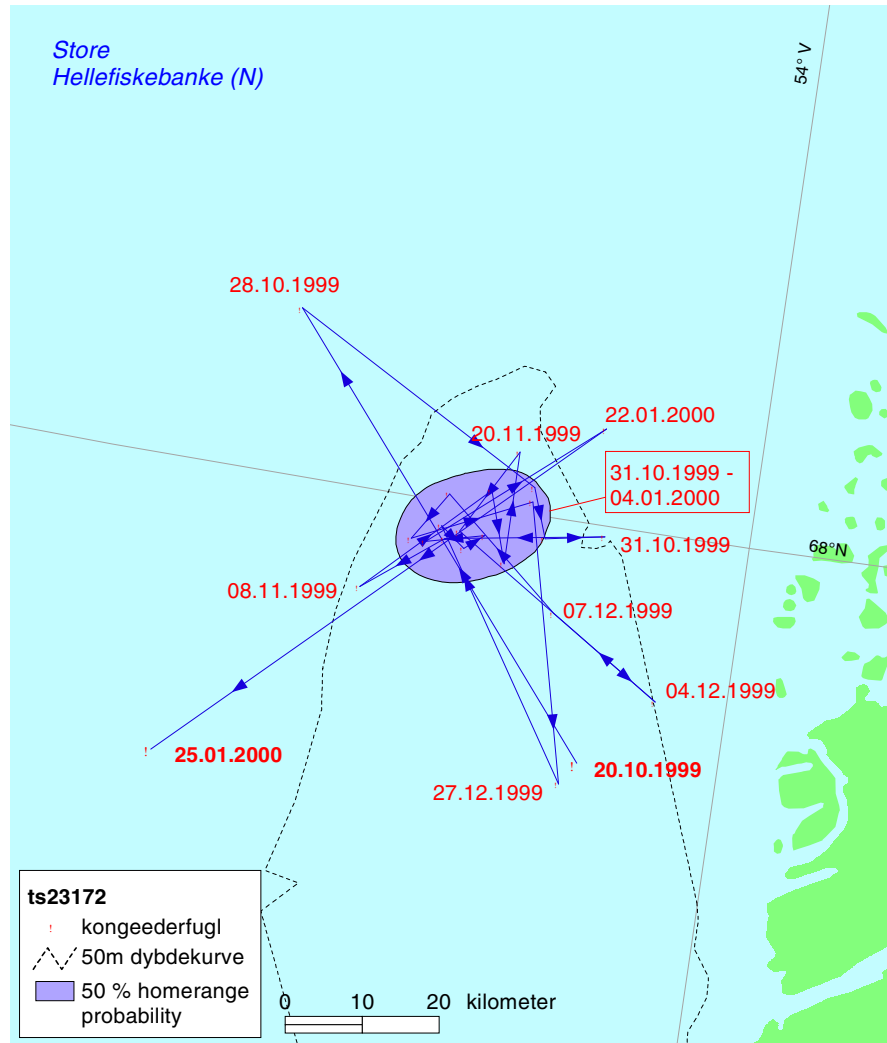 Store
Hellefiskebanke (N)
54° V
28.10.1999
22.01.2000
20.11.1999
31.10.1999 -
04.01.2000
31.10.1999
68°N
08.11.1999
07.12.1999
04.12.1999
25.01.2000
20.10.1999
27.12.1999
ts23172
! kongeederfugl
50m dybdekurve
50 % homerange
probability
0 10 20 kilometer